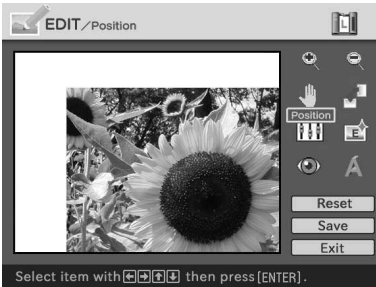 EDIT/Position
L
Position
E
A
Reset
Save
Exit
Select item with ←→↑↓ then press [ENTER].